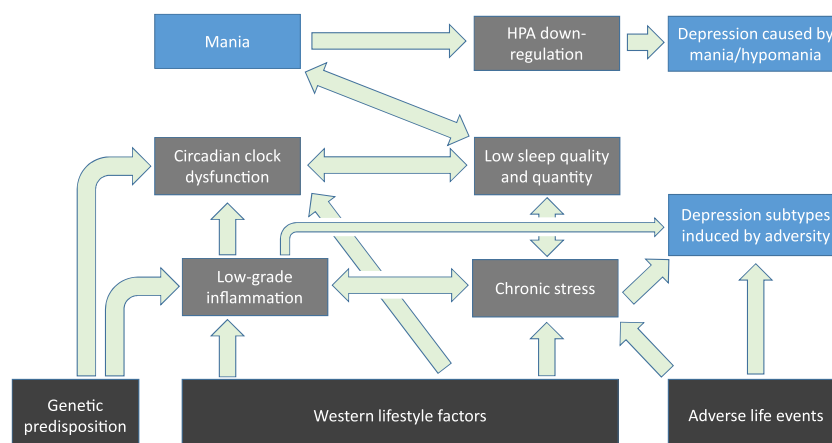 Mania
HPA down-
regulation
Depression caused by
mania/hypomania
Circadian clock
dysfunction
Low sleep quality
and quantity
Depression subtypes
induced by adversity
Low-grade
inflammation
Chronic stress
Genetic
predisposition
Western lifestyle factors
Adverse life events